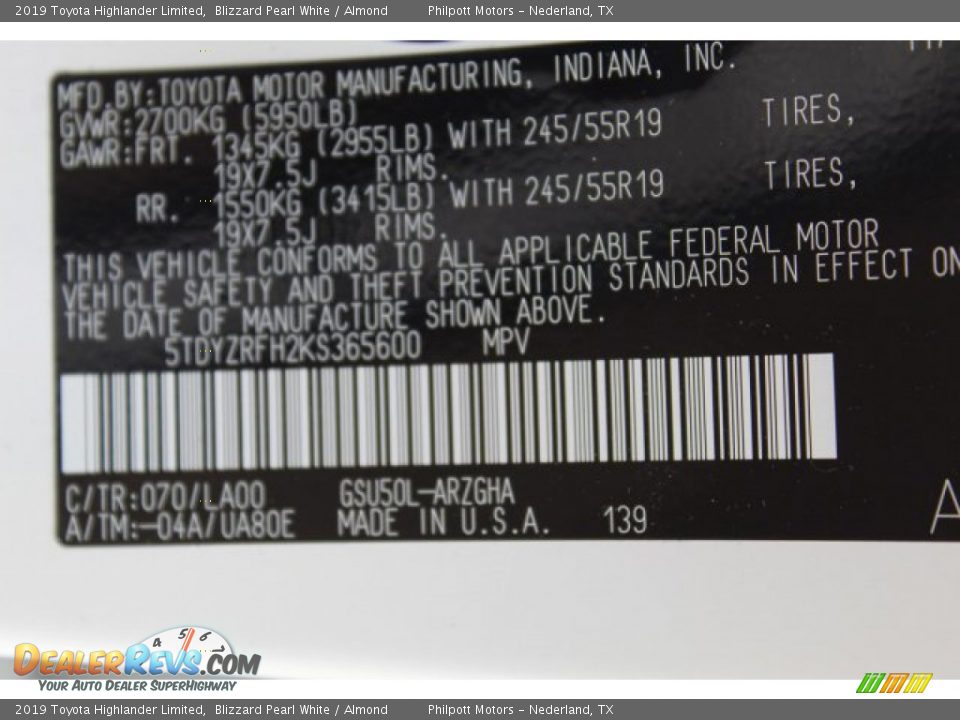 2019 Toyota Highlander Limited, Blizzard Pearl White / Almond Philpott Motors – Nederland, TX
MFD.BY:TOYOTA MOTOR MANUFACTURING, INDIANA, INC.
GVWR:2700KG (5950LB)
GAWR:FRT. 1345KG (2955LB) WITH 245/55R19 TIRES,
19X7.5J RIMS.
RR. 1550KG (3415LB) WITH 245/55R19 TIRES,
19X7.5J RIMS.
THIS VEHICLE CONFORMS TO ALL APPLICABLE FEDERAL MOTOR
VEHICLE SAFETY AND THEFT PREVENTION STANDARDS IN EFFECT ON
THE DATE OF MANUFACTURE SHOWN ABOVE.
5TDYZRFH2KS365600 MPV
C/TR:070/LA00 GSU50L-ARZGHA
A/TM:-04A/UA80E MADE IN U.S.A. 139
A
4 5 6
DEALERREVS.COM
YOUR AUTO DEALER SUPERHIGHWAY
2019 Toyota Highlander Limited, Blizzard Pearl White / Almond Philpott Motors – Nederland, TX